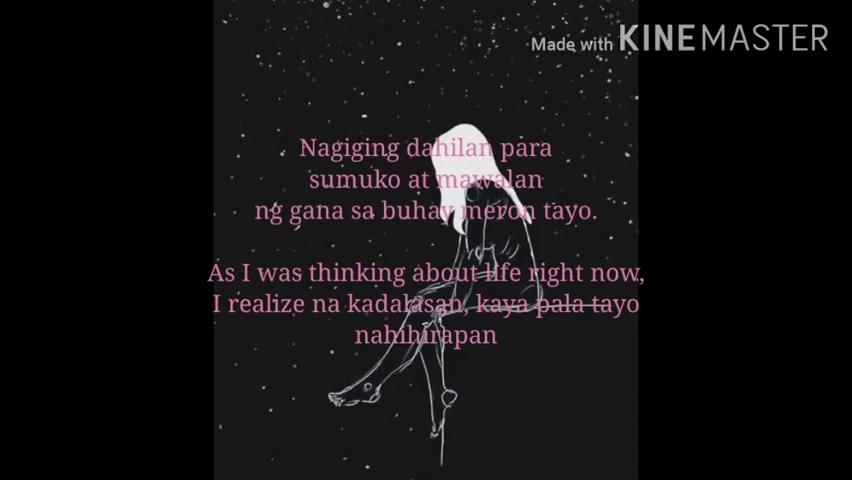 Made with KINEMASTER
Nagiging dahilan para
sumuko at mawalan
ng gana sa buhay meron tayo.
As I was thinking about life right now,
I realize na kadalasan, kaya pala tayo
nahihirapan